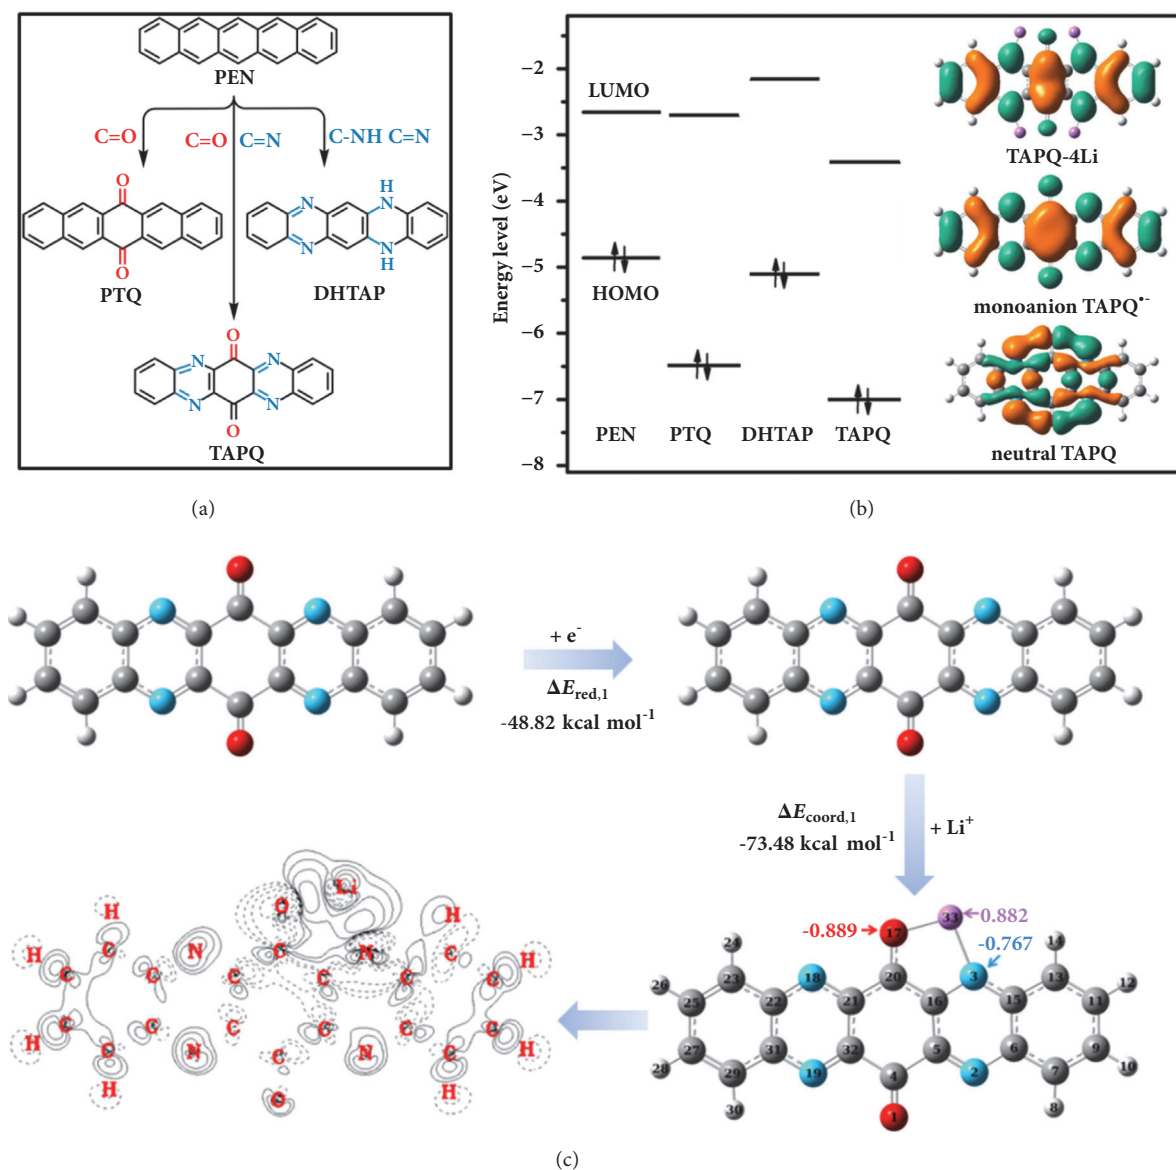 PEN
C=O
C=O C=N
C-NH C=N
O
O
PTQ
H
N
N
N
N
H
DHTAP
O
N
N
N
N
O
TAPQ
(a)
Energy level (eV)
−2
−3
−4
−5
−6
−7
−8
LUMO
HOMO
PEN
PTQ
DHTAP
TAPQ
TAPQ-4Li
monoanion TAPQ•-
neutral TAPQ
(b)
+ e-
ΔEred,1
-48.82 kcal mol-1
ΔEcoord,1
-73.48 kcal mol-1
+ Li+
-0.889
0.882
-0.767
33
17
24
14
26
23
18
20
3
13
12
25
22
21
16
15
11
27
31
32
5
6
9
28
29
19
4
2
7
10
30
1
8
Li
O
H
H
C
N
C
N
C
H
H
C
C
C
C
C
C
H
C
C
C
C
C
H
H
C
N
C
N
C
H
H
O
H
(c)